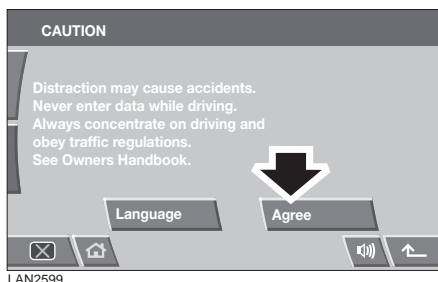 CAUTION
Distraction may cause accidents.
Never enter data while driving.
Always concentrate on driving and
obey traffic regulations.
See Owners Handbook.
Language
Agree
LAN2599